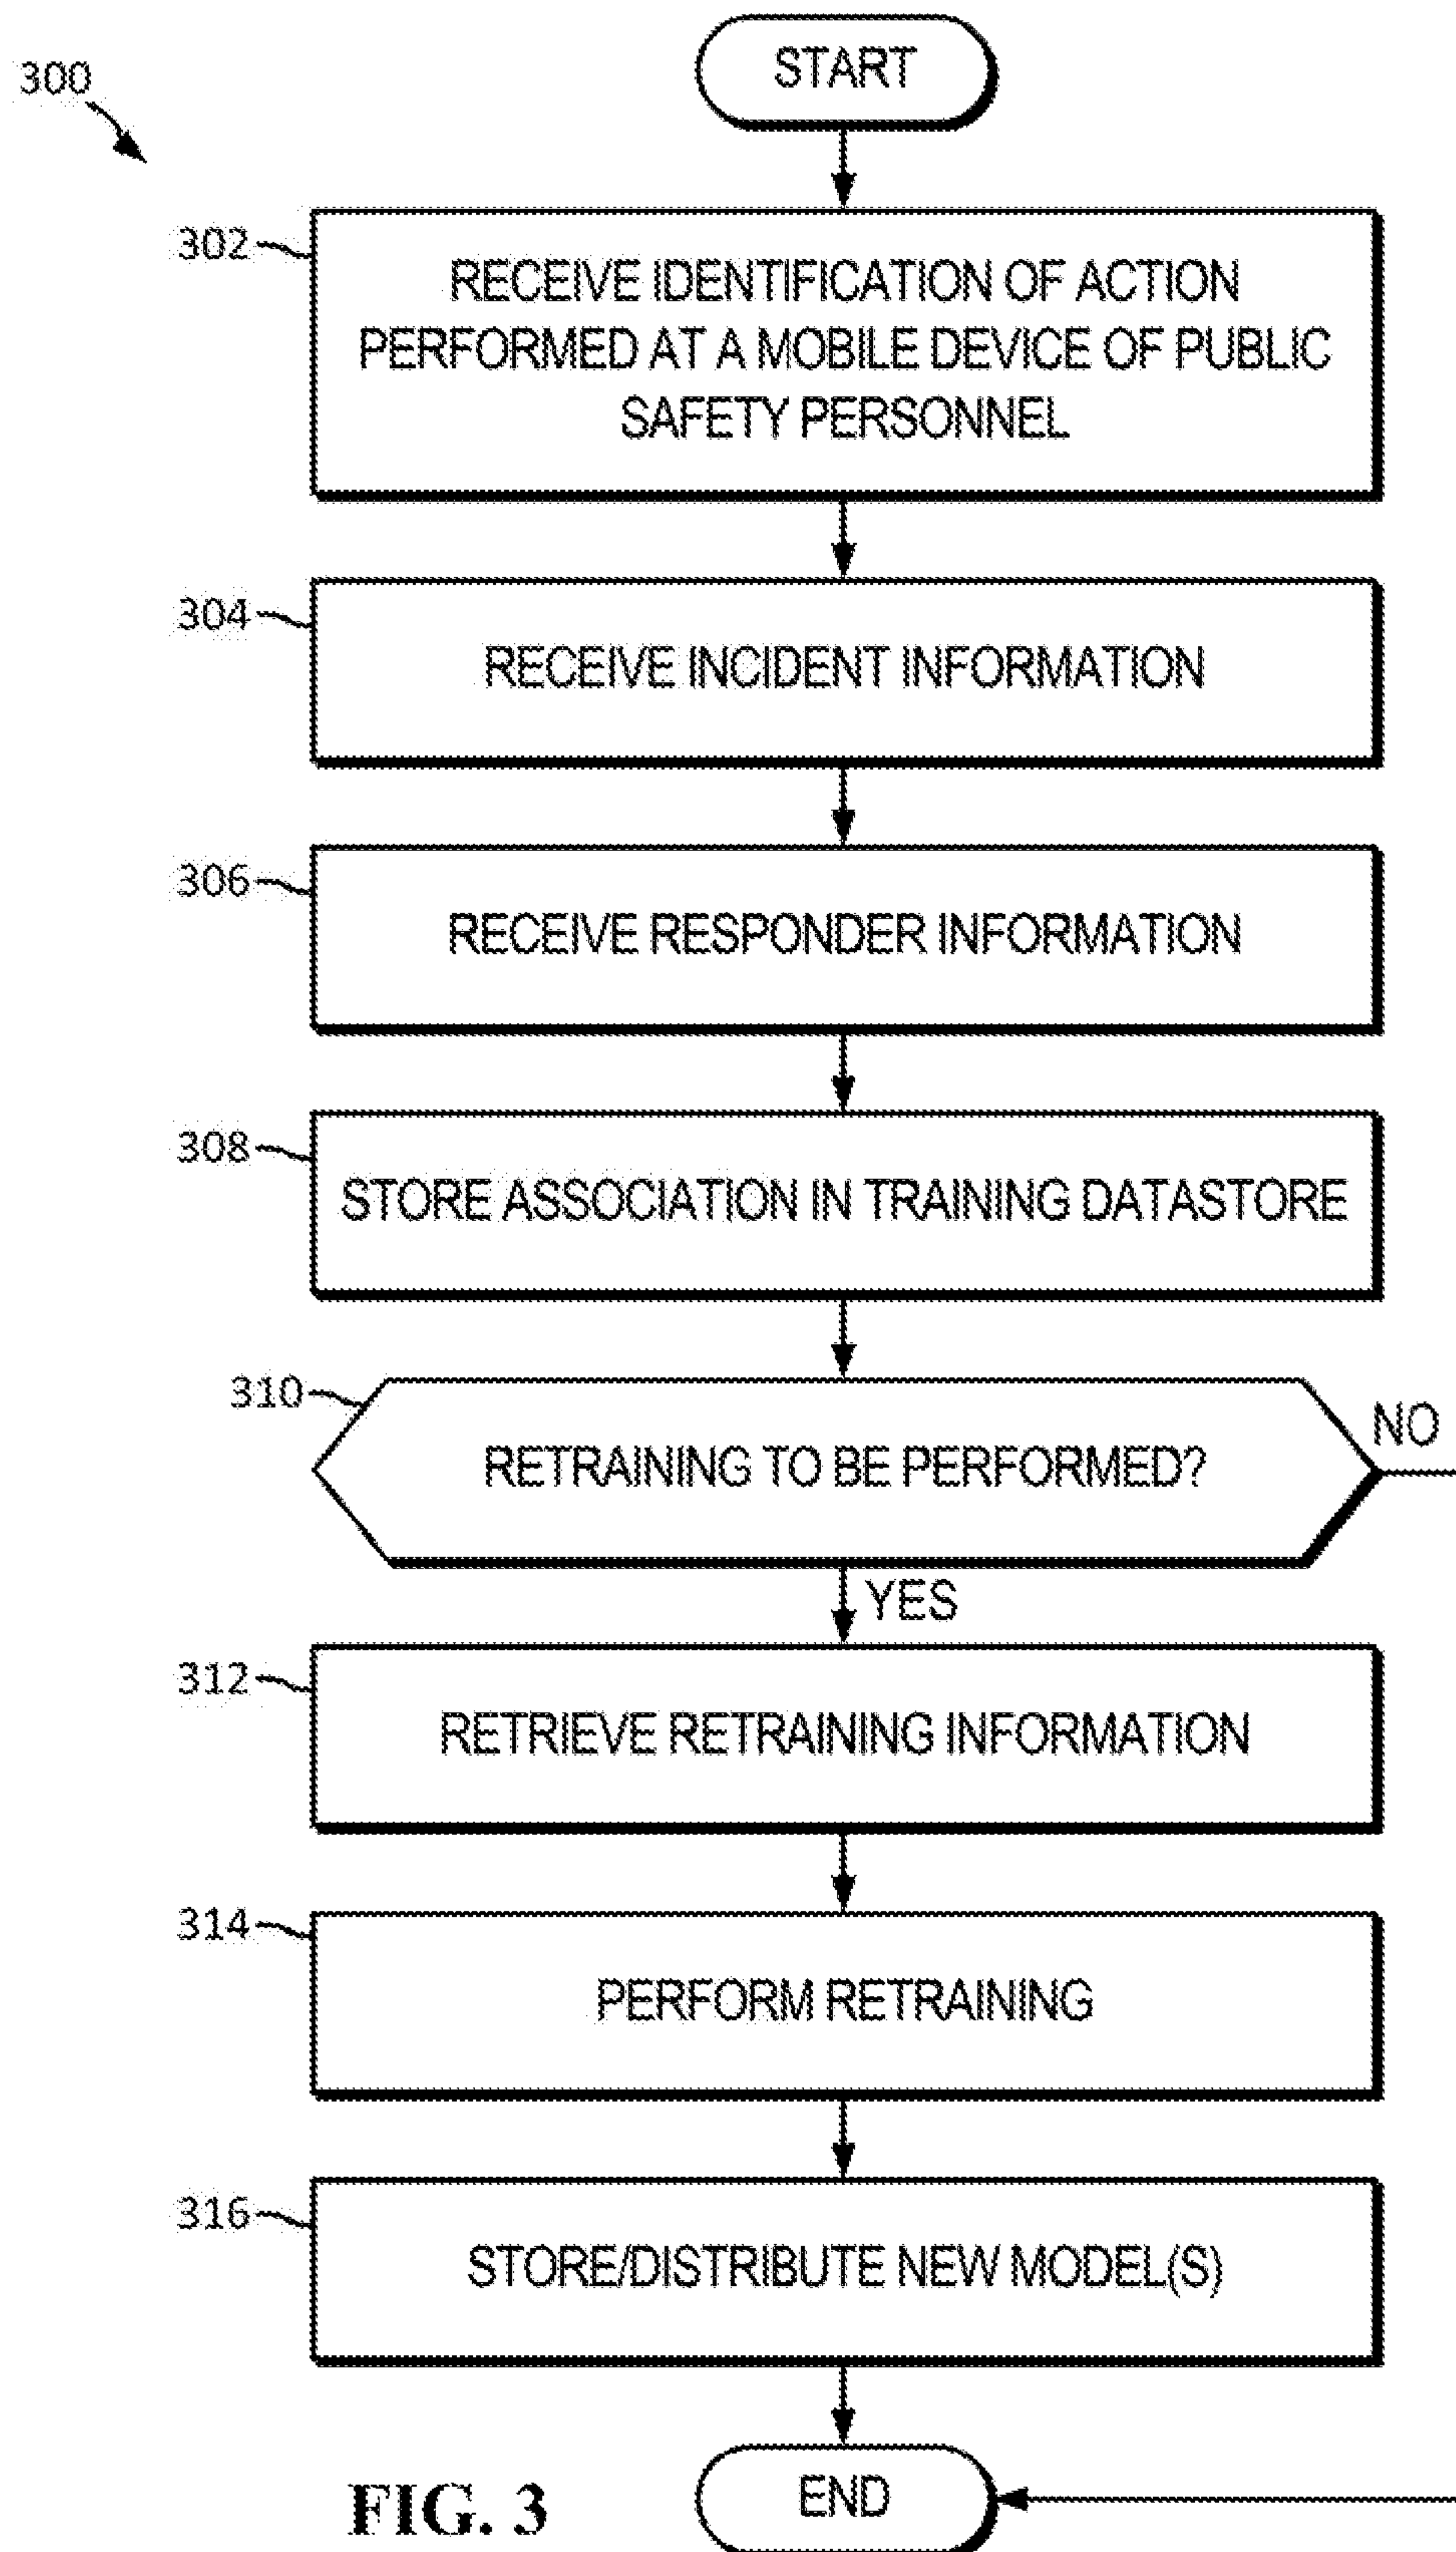 START
300
302
RECEIVE IDENTIFICATION OF ACTION
PERFORMED AT A MOBILE DEVICE OF PUBLIC
SAFETY PERSONNEL
304
RECEIVE INCIDENT INFORMATION
306
RECEIVE RESPONDER INFORMATION
308
STORE ASSOCIATION IN TRAINING DATASTORE
310
RETRAINING TO BE PERFORMED?
NO
YES
312
RETRIEVE RETRAINING INFORMATION
314
PERFORM RETRAINING
316
STORE/DISTRIBUTE NEW MODEL(S)
END
FIG. 3